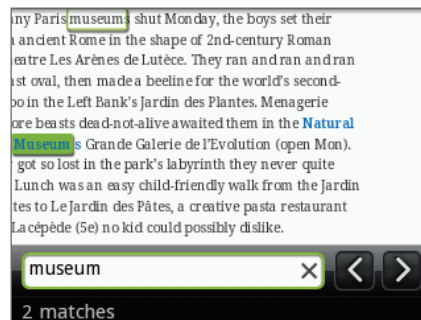 ny Paris museums shut Monday, the boys set their
ancient Rome in the shape of 2nd-century Roman
eatre Les Arènes de Lutèce. They ran and ran and ran
st oval, then made a beeline for the world's second-
oo in the Left Bank's Jardin des Plantes. Menagerie
ore beasts dead-not-alive awaited them in the Natural
Museum's Grande Galerie de l'Evolution (open Mon).
got so lost in the park's labyrinth they never quite
Lunch was an easy child-friendly walk from the Jardin
tes to Le Jardin des Pâtes, a creative pasta restaurant
Lacépède (5e) no kid could possibly dislike.
museum
2 matches